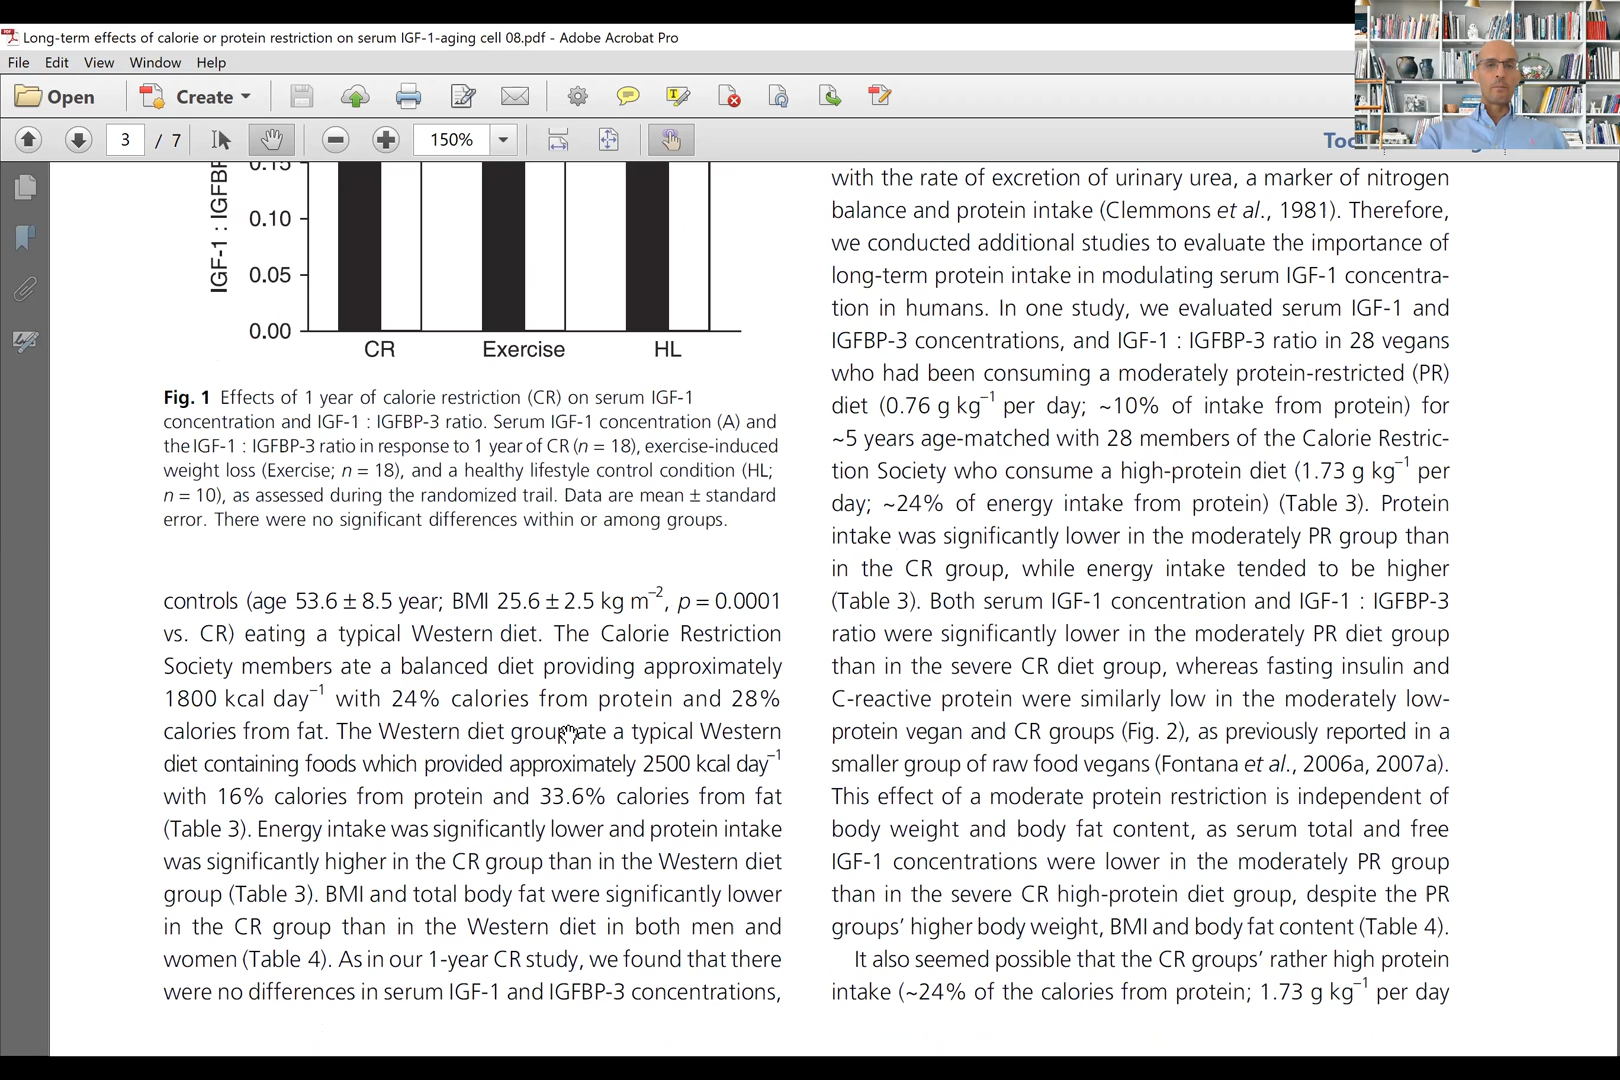 Long-term effects of calorie or protein restriction on serum IGF-1-aging cell 08.pdf - Adobe Acrobat Pro
File Edit View Window Help
Open Create
3 / 7 150%
IGF-1 : IGFBP
0.15
0.10
0.05
0.00
CR Exercise HL
Fig. 1 Effects of 1 year of calorie restriction (CR) on serum IGF-1
concentration and IGF-1 : IGFBP-3 ratio. Serum IGF-1 concentration (A) and
the IGF-1 : IGFBP-3 ratio in response to 1 year of CR (n = 18), exercise-induced
weight loss (Exercise; n = 18), and a healthy lifestyle control condition (HL;
n = 10), as assessed during the randomized trail. Data are mean ± standard
error. There were no significant differences within or among groups.
controls (age 53.6 ± 8.5 year; BMI 25.6 ± 2.5 kg m⁻², p = 0.0001
vs. CR) eating a typical Western diet. The Calorie Restriction
Society members ate a balanced diet providing approximately
1800 kcal day⁻¹ with 24% calories from protein and 28%
calories from fat. The Western diet group ate a typical Western
diet containing foods which provided approximately 2500 kcal day⁻¹
with 16% calories from protein and 33.6% calories from fat
(Table 3). Energy intake was significantly lower and protein intake
was significantly higher in the CR group than in the Western diet
group (Table 3). BMI and total body fat were significantly lower
in the CR group than in the Western diet in both men and
women (Table 4). As in our 1-year CR study, we found that there
were no differences in serum IGF-1 and IGFBP-3 concentrations,
with the rate of excretion of urinary urea, a marker of nitrogen
balance and protein intake (Clemmons et al., 1981). Therefore,
we conducted additional studies to evaluate the importance of
long-term protein intake in modulating serum IGF-1 concentra-
tion in humans. In one study, we evaluated serum IGF-1 and
IGFBP-3 concentrations, and IGF-1 : IGFBP-3 ratio in 28 vegans
who had been consuming a moderately protein-restricted (PR)
diet (0.76 g kg⁻¹ per day; ~10% of intake from protein) for
~5 years age-matched with 28 members of the Calorie Restric-
tion Society who consume a high-protein diet (1.73 g kg⁻¹ per
day; ~24% of energy intake from protein) (Table 3). Protein
intake was significantly lower in the moderately PR group than
in the CR group, while energy intake tended to be higher
(Table 3). Both serum IGF-1 concentration and IGF-1 : IGFBP-3
ratio were significantly lower in the moderately PR diet group
than in the severe CR diet group, whereas fasting insulin and
C-reactive protein were similarly low in the moderately low-
protein vegan and CR groups (Fig. 2), as previously reported in a
smaller group of raw food vegans (Fontana et al., 2006a, 2007a).
This effect of a moderate protein restriction is independent of
body weight and body fat content, as serum total and free
IGF-1 concentrations were lower in the moderately PR group
than in the severe CR high-protein diet group, despite the PR
groups' higher body weight, BMI and body fat content (Table 4).
It also seemed possible that the CR groups' rather high protein
intake (~24% of the calories from protein; 1.73 g kg⁻¹ per day